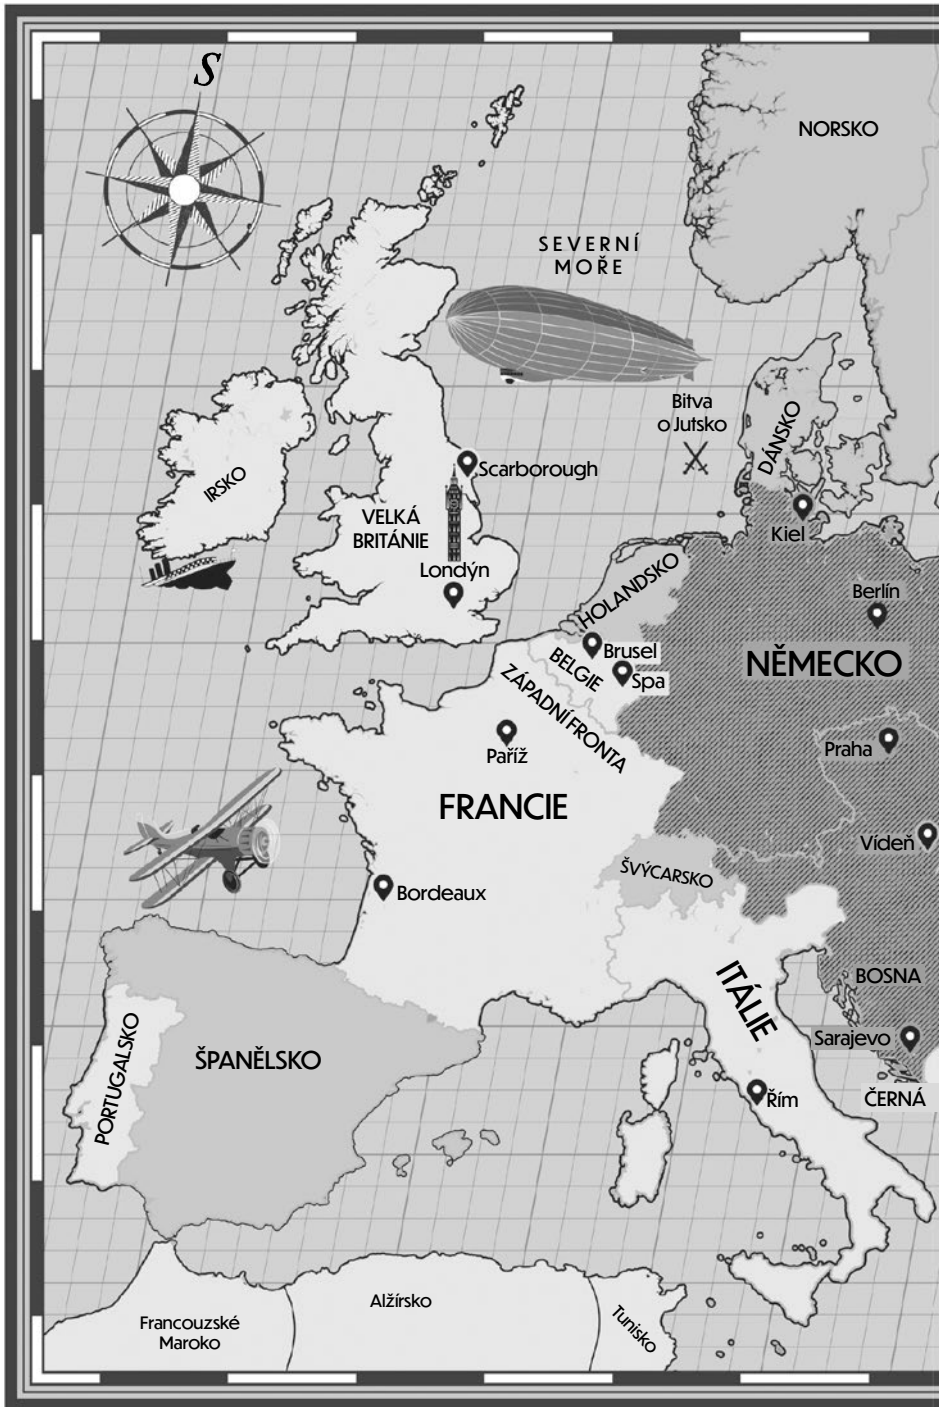 S
NORSKO
SEVERNÍ
MOŘE
Bitva
o Jutsko
DÁNSKO
Scarborough
IRSKO
VELKÁ
BRITÁNIE
Kiel
Londýn
HOLANDSKO
Berlín
Brusel
BELGIE
Spa
NĚMECKO
ZÁPADNÍ FRONTA
Paříž
Praha
FRANCIE
Vídeň
ŠVÝCARSKO
Bordeaux
ITÁLIE
BOSNA
PORTUGALSKO
Sarajevo
ŠPANĚLSKO
Řím
ČERNÁ
Francouzské
Maroko
Alžírsko
Tunisko